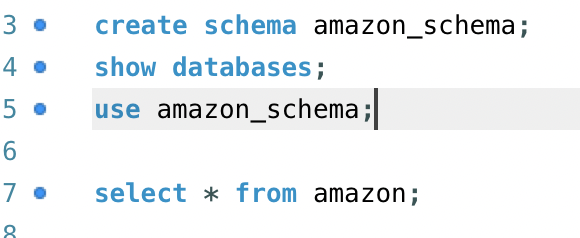 3 create schema amazon_schema;
4 show databases;
5 use amazon_schema;
6
7 select * from amazon;
8